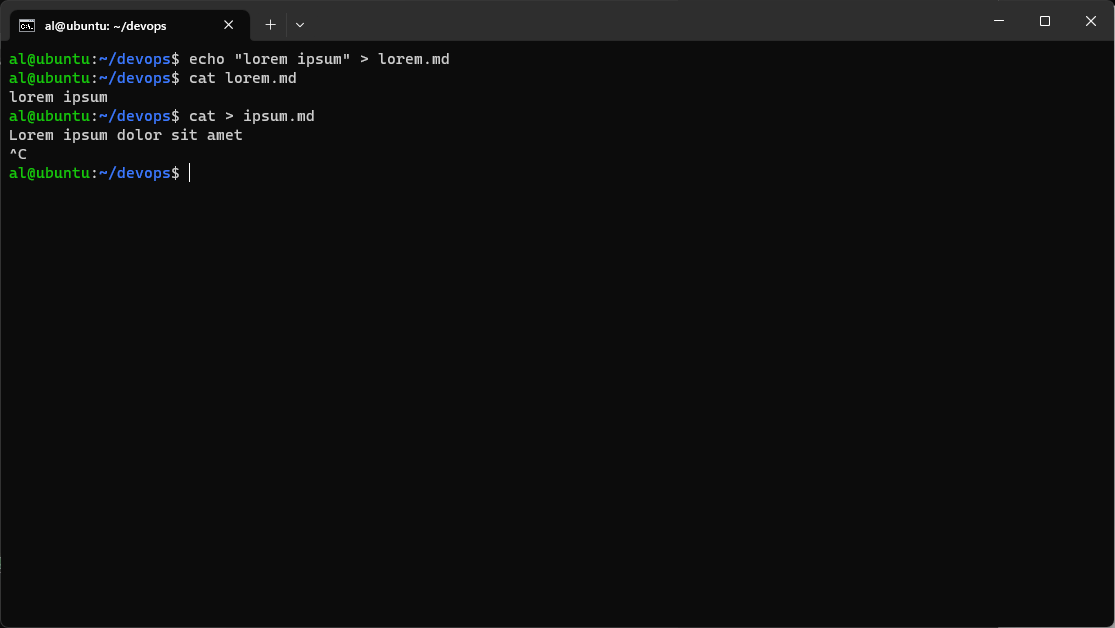 al@ubuntu: ~/devops
al@ubuntu:~/devops$ echo "lorem ipsum" > lorem.md
al@ubuntu:~/devops$ cat lorem.md
lorem ipsum
al@ubuntu:~/devops$ cat > ipsum.md
Lorem ipsum dolor sit amet
^C
al@ubuntu:~/devops$